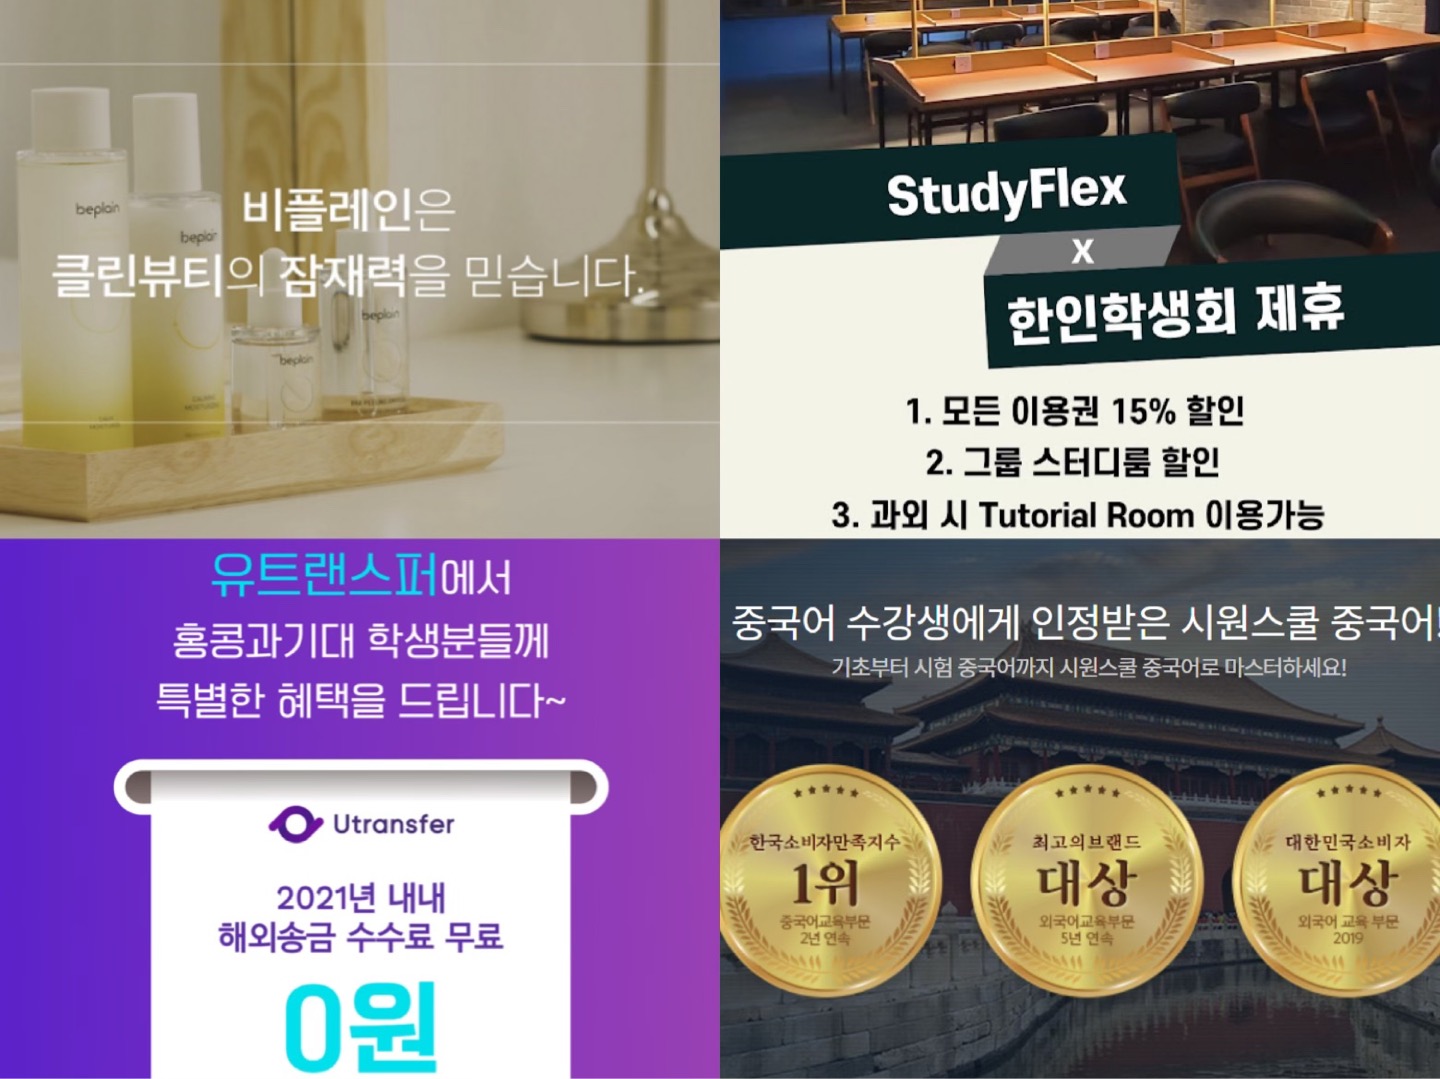 비플레인은
클린뷰티의 잠재력을 믿습니다.
beplain
beplain
beplain
beplain
StudyFlex
X
한인학생회 제휴
1. 모든 이용권 15% 할인
2. 그룹 스터디룸 할인
3. 과외 시 Tutorial Room 이용가능
유트랜스퍼에서
홍콩과기대 학생분들께
특별한 혜택을 드립니다~
Utransfer
2021년 내내
해외송금 수수료 무료
0원
중국어 수강생에게 인정받은 시원스쿨 중국어!
기초부터 시험 중국어까지 시원스쿨 중국어로 마스터하세요!
한국소비자만족지수
1위
중국어교육부문
2년 연속
최고의브랜드
대상
외국어교육부문
5년 연속
대한민국소비자
대상
외국어 교육 부문
2019